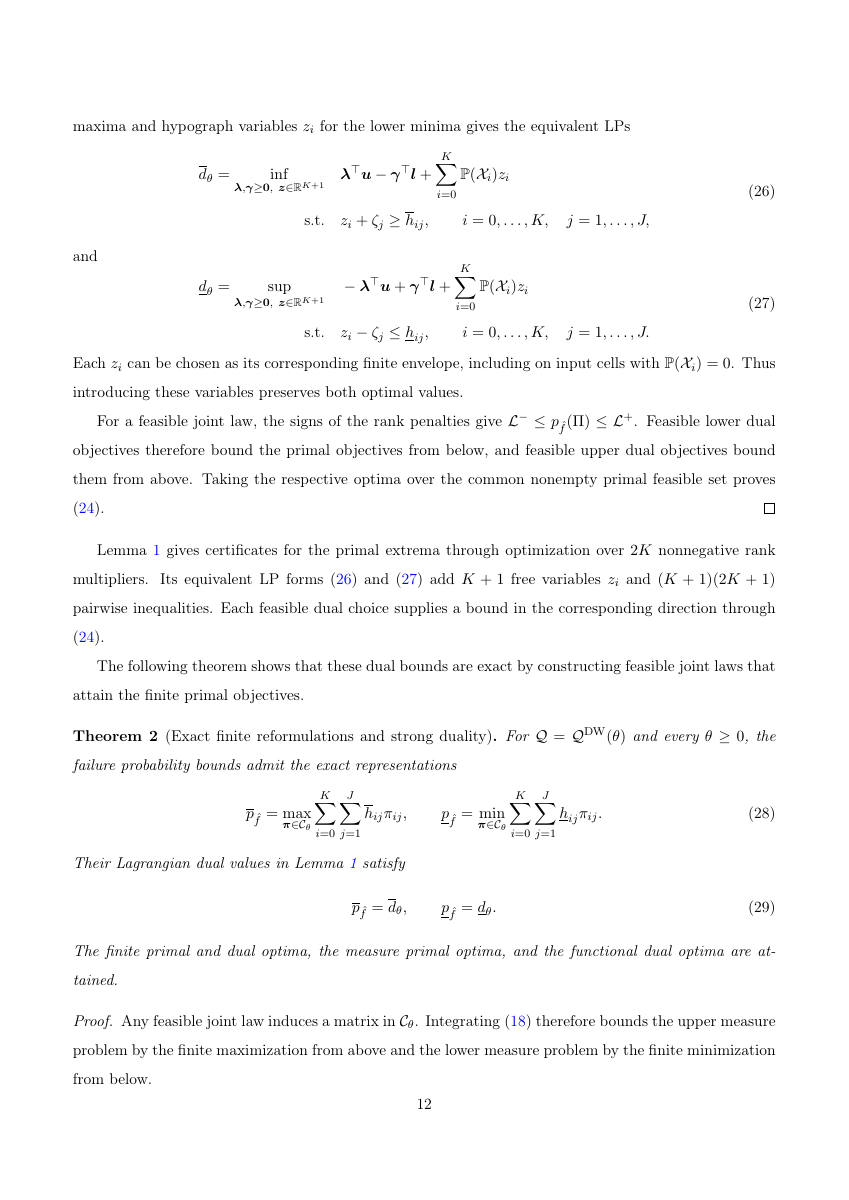 maxima and hypograph variables z_i for the lower minima gives the equivalent LPs
\overline{d}_θ = inf_{λ,γ≥0, z∈ℝ^{K+1}} λ^⊤u − γ^⊤l + ∑_{i=0}^{K} ℙ(𝒳_i)z_i
(26)
s.t. z_i + ζ_j ≥ \overline{h}_{ij}, i = 0, . . . , K, j = 1, . . . , J,
and
\underline{d}_θ = sup_{λ,γ≥0, z∈ℝ^{K+1}} − λ^⊤u + γ^⊤l + ∑_{i=0}^{K} ℙ(𝒳_i)z_i
(27)
s.t. z_i − ζ_j ≤ \underline{h}_{ij}, i = 0, . . . , K, j = 1, . . . , J.
Each z_i can be chosen as its corresponding finite envelope, including on input cells with ℙ(𝒳_i) = 0. Thus
introducing these variables preserves both optimal values.
For a feasible joint law, the signs of the rank penalties give ℒ^− ≤ p_{\hat{f}}(Π) ≤ ℒ^+. Feasible lower dual
objectives therefore bound the primal objectives from below, and feasible upper dual objectives bound
them from above. Taking the respective optima over the common nonempty primal feasible set proves
(24). □
Lemma 1 gives certificates for the primal extrema through optimization over 2K nonnegative rank
multipliers. Its equivalent LP forms (26) and (27) add K + 1 free variables z_i and (K + 1)(2K + 1)
pairwise inequalities. Each feasible dual choice supplies a bound in the corresponding direction through
(24).
The following theorem shows that these dual bounds are exact by constructing feasible joint laws that
attain the finite primal objectives.
Theorem 2 (Exact finite reformulations and strong duality). For 𝒬 = 𝒬^{DW}(θ) and every θ ≥ 0, the
failure probability bounds admit the exact representations
\overline{p}_{\hat{f}} = max_{π∈𝒞_θ} ∑_{i=0}^{K} ∑_{j=1}^{J} \overline{h}_{ij}π_{ij}, \underline{p}_{\hat{f}} = min_{π∈𝒞_θ} ∑_{i=0}^{K} ∑_{j=1}^{J} \underline{h}_{ij}π_{ij}. (28)
Their Lagrangian dual values in Lemma 1 satisfy
\overline{p}_{\hat{f}} = \overline{d}_θ, \underline{p}_{\hat{f}} = \underline{d}_θ. (29)
The finite primal and dual optima, the measure primal optima, and the functional dual optima are at-
tained.
Proof. Any feasible joint law induces a matrix in 𝒞_θ. Integrating (18) therefore bounds the upper measure
problem by the finite maximization from above and the lower measure problem by the finite minimization
from below.
12